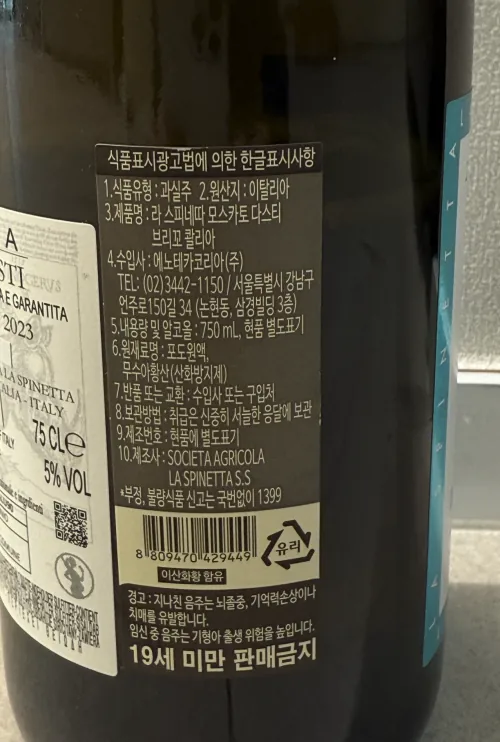 식품표시광고법에 의한 한글표시사항
1.식품유형 : 과실주 2.원산지 : 이탈리아
3.제품명 : 라 스피네따 모스카토 다스티
브리꼬 콸리아
4.수입사 : 에노테카코리아(주)
TEL: (02)3442-1150 / 서울특별시 강남구
언주로150길 34 (논현동, 삼경빌딩 3층)
5.내용량 및 알코올 : 750 mL, 현품 별도표기
6.원재료명 : 포도원액,
무수아황산(산화방지제)
7.반품 또는 교환 : 수입사 또는 구입처
8.보관방법 : 취급은 신중히 서늘한 응달에 보관
9.제조번호 : 현품에 별도표기
10.제조사 : SOCIETA AGRICOLA
LA SPINETTA S.S
*부정, 불량식품 신고는 국번없이 1399
8 809470 429449
유리
이산화황 함유
경고 : 지나친 음주는 뇌졸중, 기억력손상이나
치매를 유발합니다.
임신 중 음주는 기형아 출생 위험을 높입니다.
19세 미만 판매금지
A
STI
A E GARANTITA
2023
LA SPINETTA
ALIA - ITALY
75 CL e
ITALY
5% VOL
LA SPINETTA